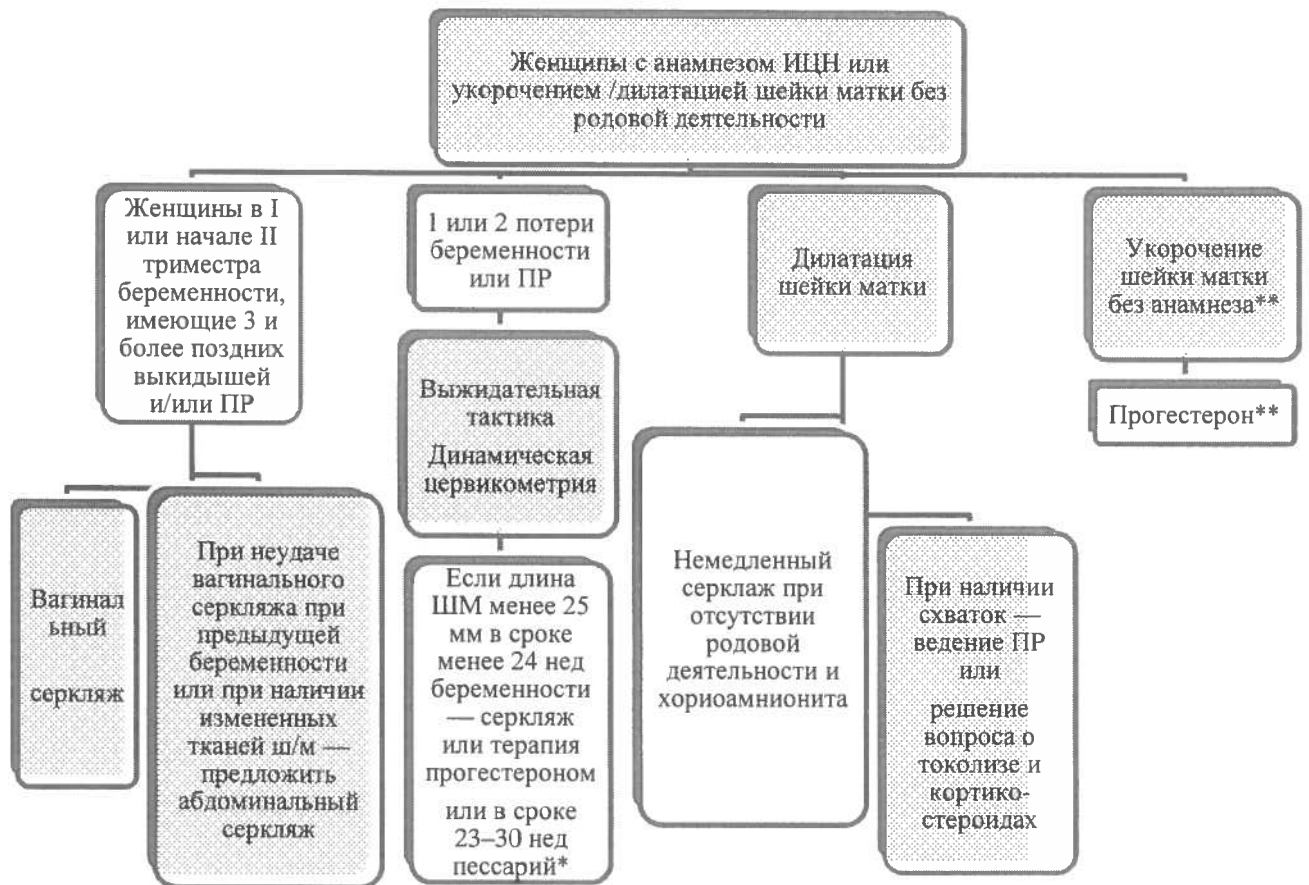 Женщины с анамнезом ИЦН или
укорочением /дилатацией шейки матки без
родовой деятельности
Женщины в I
или начале II
триместра
беременности,
имеющие 3 и
более поздних
выкидышей
и/или ПР
1 или 2 потери
беременности
или ПР
Дилатация
шейки матки
Укорочение
шейки матки
без анамнеза**
Выжидательная
тактика
Динамическая
цервикометрия
Прогестерон**
Вагинал
ьный
серкляж
При неудаче
вагинального
серкляжа при
предыдущей
беременности
или при наличии
измененных
тканей ш/м —
предложить
абдоминальный
серкляж
Если длина
ШМ менее 25
мм в сроке
менее 24 нед
беременности
— серкляж
или терапия
прогестероном
или в сроке
23–30 нед
пессарий*
Немедленный
серклаж при
отсутствии
родовой
деятельности и
хориоамнионита
При наличии
схваток —
ведение ПР
или
решение
вопроса о
токолизе и
кортико-
стероидах